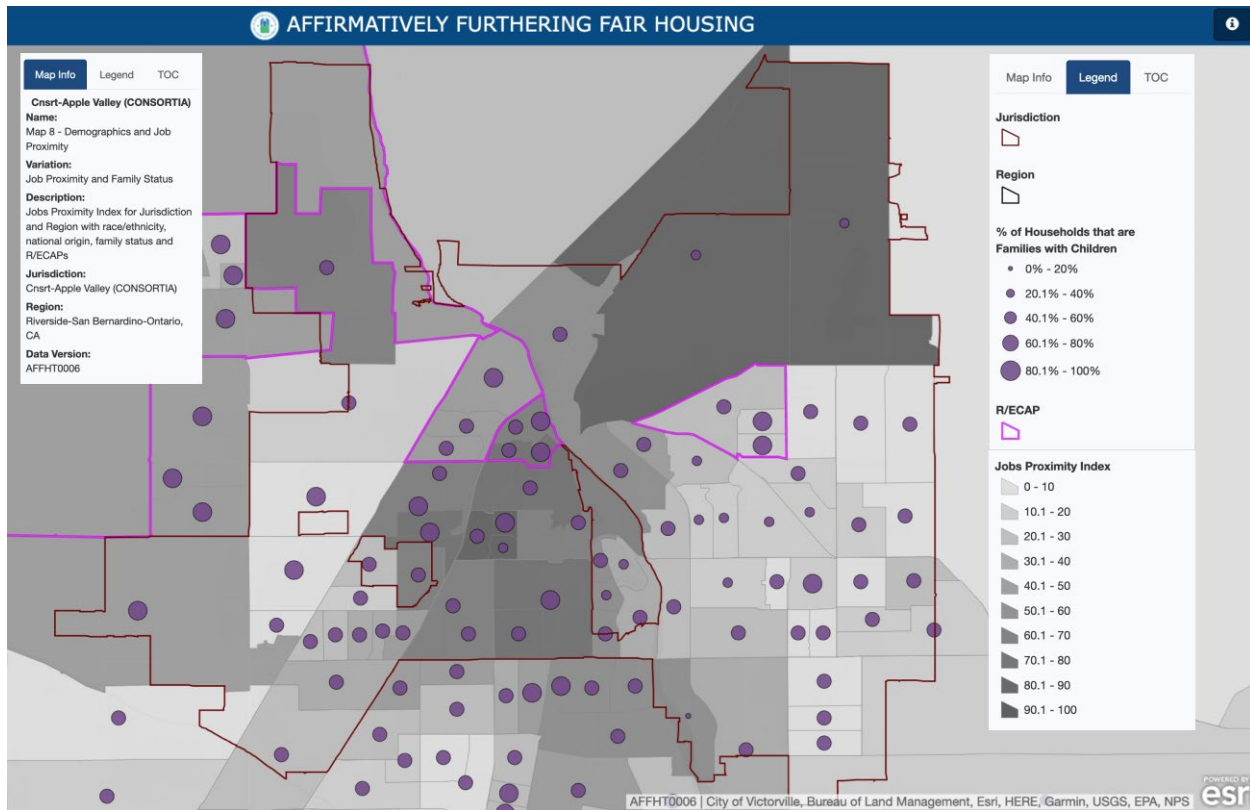 AFFIRMATIVELY FURTHERING FAIR HOUSING
Map Info Legend TOC
Cnsrt-Apple Valley (CONSORTIA)
Name:
Map 8 - Demographics and Job
Proximity
Variation:
Job Proximity and Family Status
Description:
Jobs Proximity Index for Jurisdiction
and Region with race/ethnicity,
national origin, family status and
R/ECAPs
Jurisdiction:
Cnsrt-Apple Valley (CONSORTIA)
Region:
Riverside-San Bernardino-Ontario,
CA
Data Version:
AFFHT0006
Map Info Legend TOC
Jurisdiction
Region
% of Households that are
Families with Children
0% - 20%
20.1% - 40%
40.1% - 60%
60.1% - 80%
80.1% - 100%
R/ECAP
Jobs Proximity Index
0 - 10
10.1 - 20
20.1 - 30
30.1 - 40
40.1 - 50
50.1 - 60
60.1 - 70
70.1 - 80
80.1 - 90
90.1 - 100
POWERED BY
esri
AFFHT0006 | City of Victorville, Bureau of Land Management, Esri, HERE, Garmin, USGS, EPA, NPS